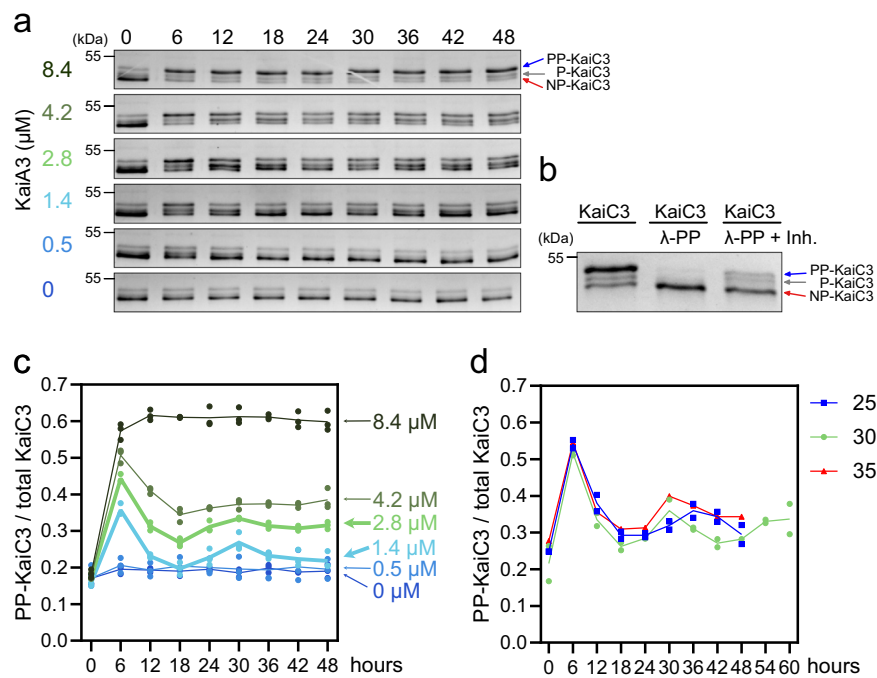 a
(kDa) 0 6 12 18 24 30 36 42 48
KaiA3 (μM)
8.4 55 PP-KaiC3
P-KaiC3
NP-KaiC3
4.2 55
2.8 55
1.4 55
0.5 55
0 55
b
KaiC3 KaiC3 KaiC3
λ-PP λ-PP + Inh.
(kDa)
55
PP-KaiC3
P-KaiC3
NP-KaiC3
c
PP-KaiC3 / total KaiC3
0.7
0.6
0.5
0.4
0.3
0.2
0.1
0.0
0 6 12 18 24 30 36 42 48 hours
8.4 μM
4.2 μM
2.8 μM
1.4 μM
0.5 μM
0 μM
d
PP-KaiC3 / total KaiC3
0.7
0.6
0.5
0.4
0.3
0.2
0.1
0.0
0 6 12 18 24 30 36 42 48 54 60 hours
25
30
35